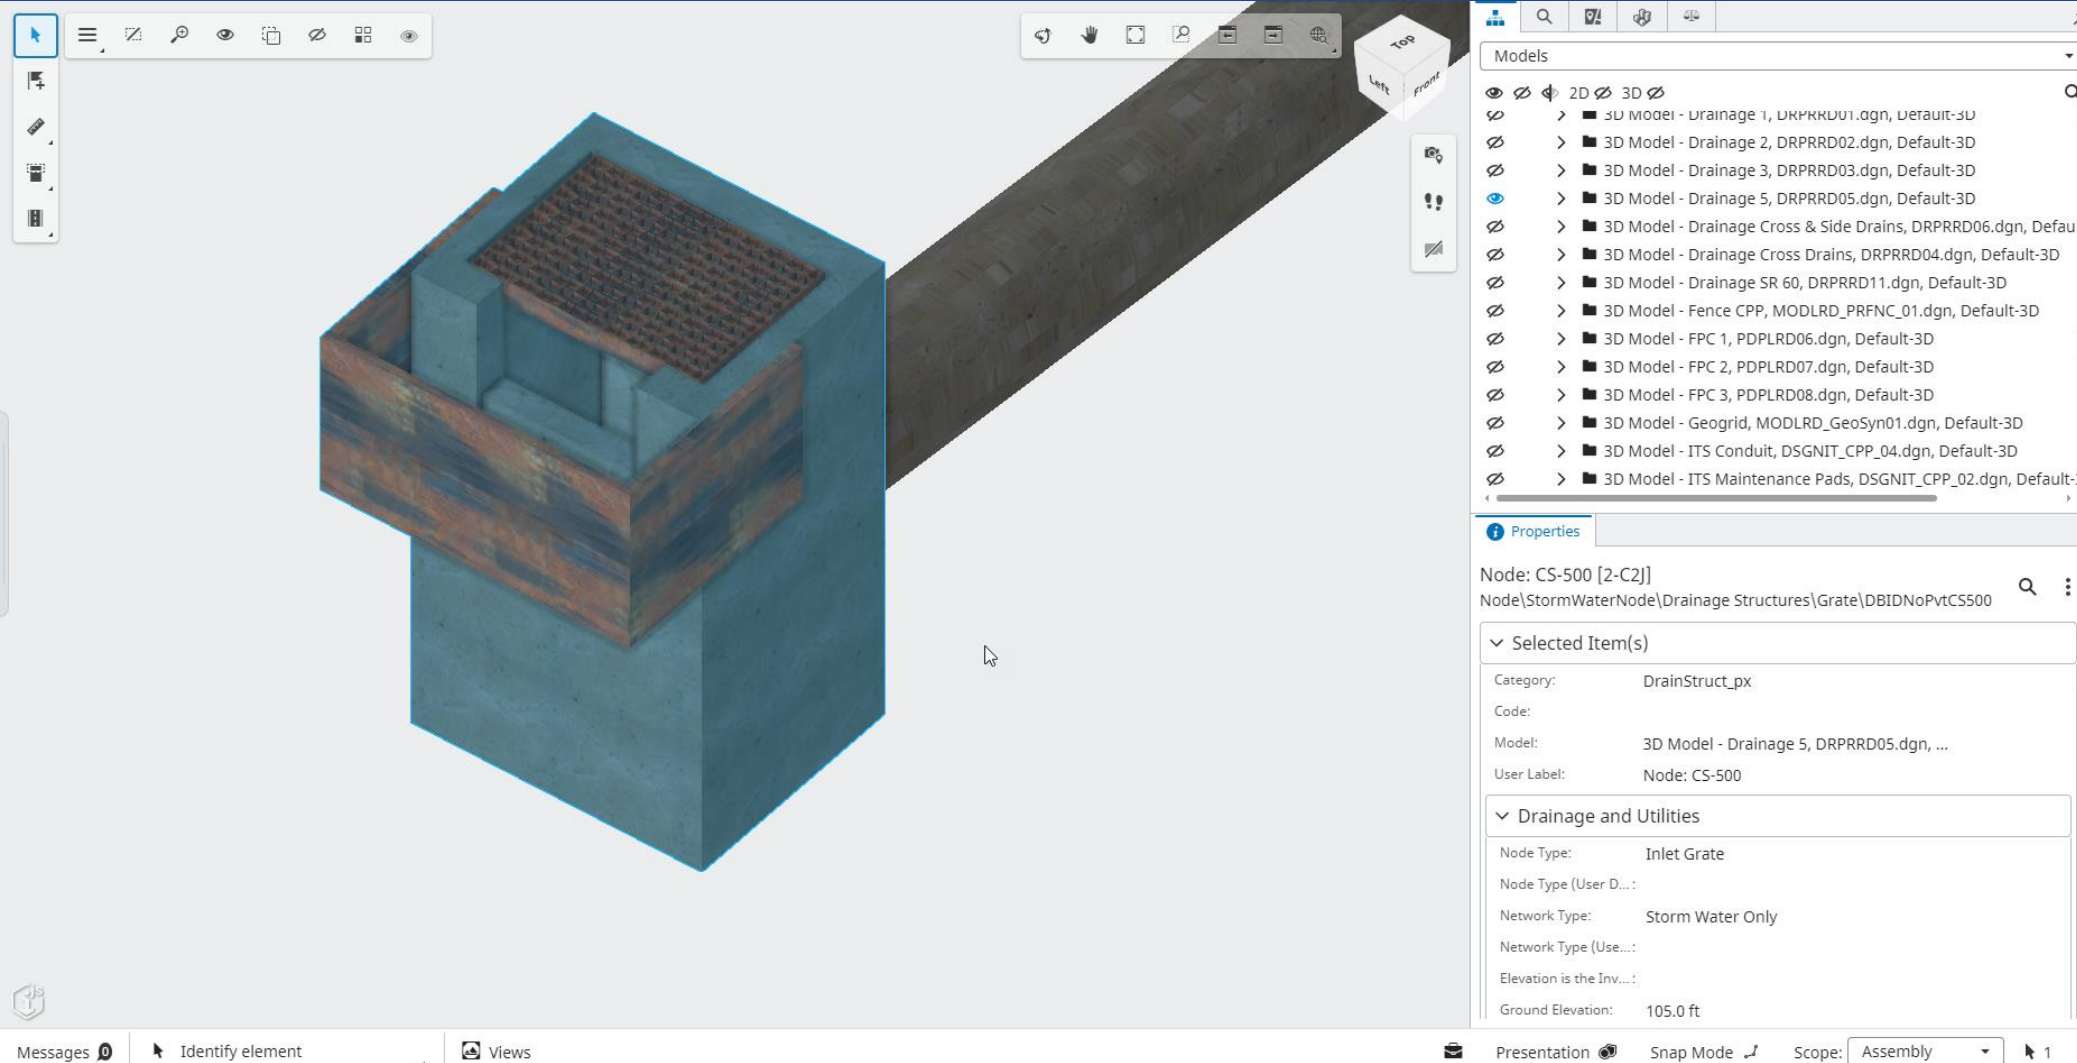 Top
Left
Front
Models
2D
3D
3D Model - Drainage 1, DRPRRD01.dgn, Default-3D
3D Model - Drainage 2, DRPRRD02.dgn, Default-3D
3D Model - Drainage 3, DRPRRD03.dgn, Default-3D
3D Model - Drainage 5, DRPRRD05.dgn, Default-3D
3D Model - Drainage Cross & Side Drains, DRPRRD06.dgn, Defau
3D Model - Drainage Cross Drains, DRPRRD04.dgn, Default-3D
3D Model - Drainage SR 60, DRPRRD11.dgn, Default-3D
3D Model - Fence CPP, MODLRD_PRFNC_01.dgn, Default-3D
3D Model - FPC 1, PDPLRD06.dgn, Default-3D
3D Model - FPC 2, PDPLRD07.dgn, Default-3D
3D Model - FPC 3, PDPLRD08.dgn, Default-3D
3D Model - Geogrid, MODLRD_GeoSyn01.dgn, Default-3D
3D Model - ITS Conduit, DSGNIT_CPP_04.dgn, Default-3D
3D Model - ITS Maintenance Pads, DSGNIT_CPP_02.dgn, Default-
Properties
Node: CS-500 [2-C2J]
Node\StormWaterNode\Drainage Structures\Grate\DBIDNoPvtCS500
Selected Item(s)
Category: DrainStruct_px
Code:
Model: 3D Model - Drainage 5, DRPRRD05.dgn, ...
User Label: Node: CS-500
Drainage and Utilities
Node Type: Inlet Grate
Node Type (User D...:
Network Type: Storm Water Only
Network Type (Use...:
Elevation is the Inv...:
Ground Elevation: 105.0 ft
Messages 0
Identify element
Views
Presentation
Snap Mode
Scope: Assembly
1